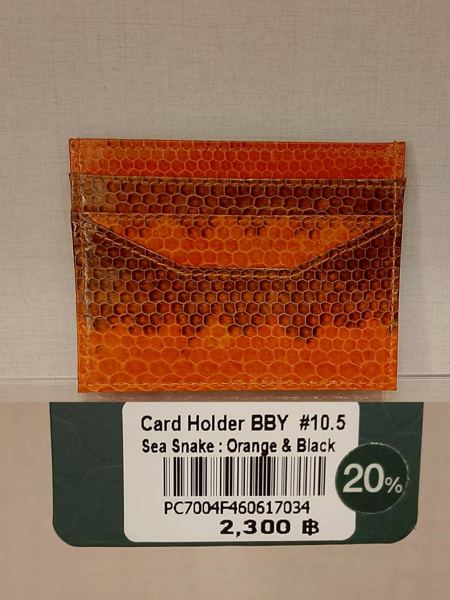 Card Holder BBY #10.5
Sea Snake : Orange & Black
20%
PC7004F460617034
2,300 ฿